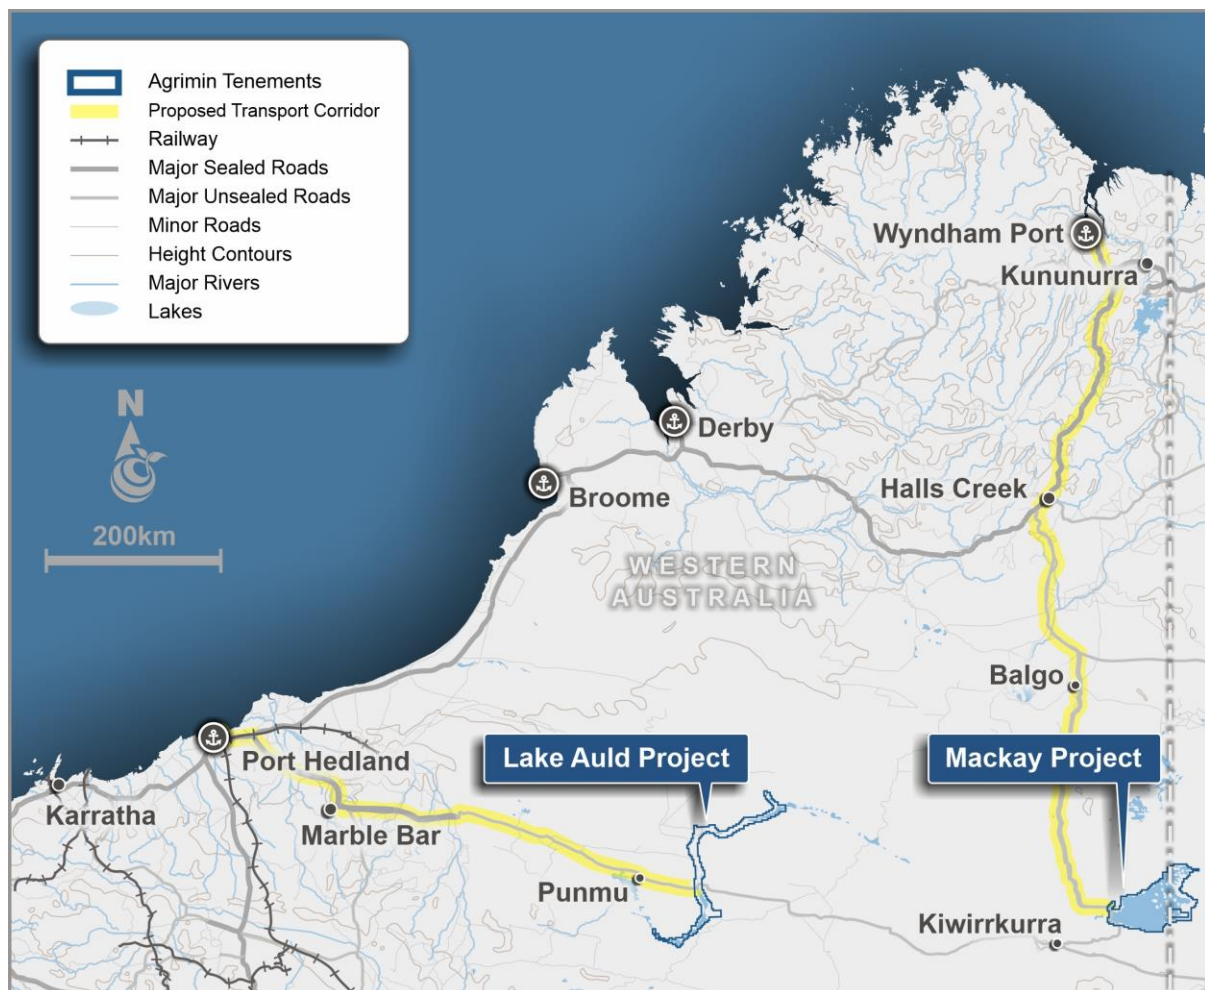 Agrimin Tenements
Proposed Transport Corridor
Railway
Major Sealed Roads
Major Unsealed Roads
Minor Roads
Height Contours
Major Rivers
Lakes
N
200km
Wyndham Port
Kununurra
Derby
Broome
Halls Creek
WESTERN
AUSTRALIA
Balgo
Port Hedland
Lake Auld Project
Mackay Project
Karratha
Marble Bar
Punmu
Kiwirrkurra